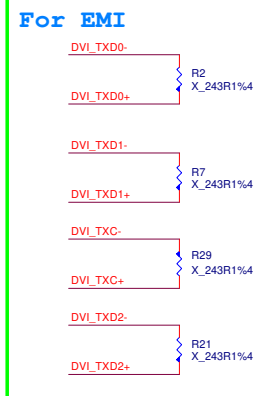 For EMI
DVI_TXD0-
R2
X_243R1%4
DVI_TXD0+
DVI_TXD1-
R7
X_243R1%4
DVI_TXD1+
DVI_TXC-
R29
X_243R1%4
DVI_TXC+
DVI_TXD2-
R21
X_243R1%4
DVI_TXD2+